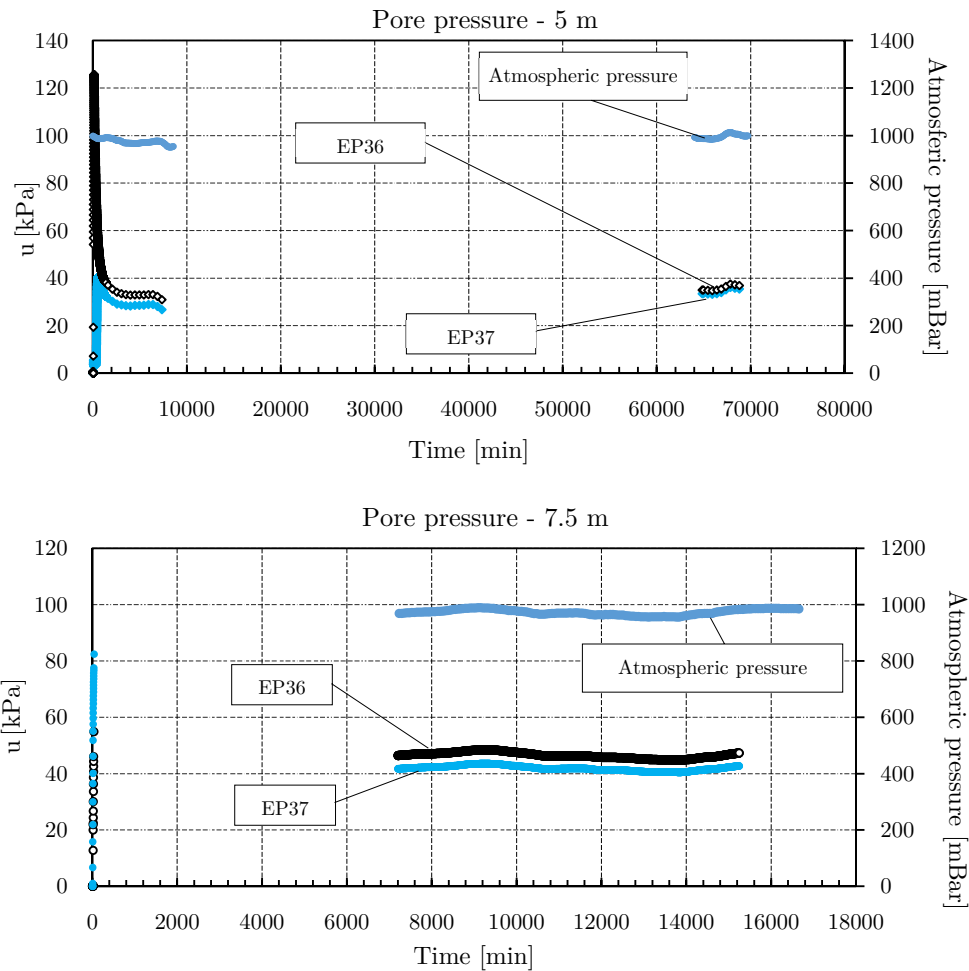 Pore pressure - 5 m
140
120
100
80
60
40
20
0
u [kPa]
1400
1200
1000
800
600
400
200
0
Atmosferic pressure [mBar]
Atmospheric pressure
EP36
EP37
0 10000 20000 30000 40000 50000 60000 70000 80000
Time [min]
Pore pressure - 7.5 m
120
100
80
60
40
20
0
u [kPa]
1200
1000
800
600
400
200
0
Atmospheric pressure [mBar]
Atmospheric pressure
EP36
EP37
0 2000 4000 6000 8000 10000 12000 14000 16000 18000
Time [min]